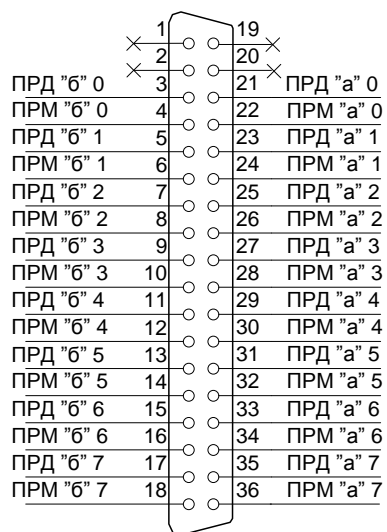 1 19
2 20
ПРД "б" 0 3 21 ПРД "а" 0
ПРМ "б" 0 4 22 ПРМ "а" 0
ПРД "б" 1 5 23 ПРД "а" 1
ПРМ "б" 1 6 24 ПРМ "а" 1
ПРД "б" 2 7 25 ПРД "а" 2
ПРМ "б" 2 8 26 ПРМ "а" 2
ПРД "б" 3 9 27 ПРД "а" 3
ПРМ "б" 3 10 28 ПРМ "а" 3
ПРД "б" 4 11 29 ПРД "а" 4
ПРМ "б" 4 12 30 ПРМ "а" 4
ПРД "б" 5 13 31 ПРД "а" 5
ПРМ "б" 5 14 32 ПРМ "а" 5
ПРД "б" 6 15 33 ПРД "а" 6
ПРМ "б" 6 16 34 ПРМ "а" 6
ПРД "б" 7 17 35 ПРД "а" 7
ПРМ "б" 7 18 36 ПРМ "а" 7